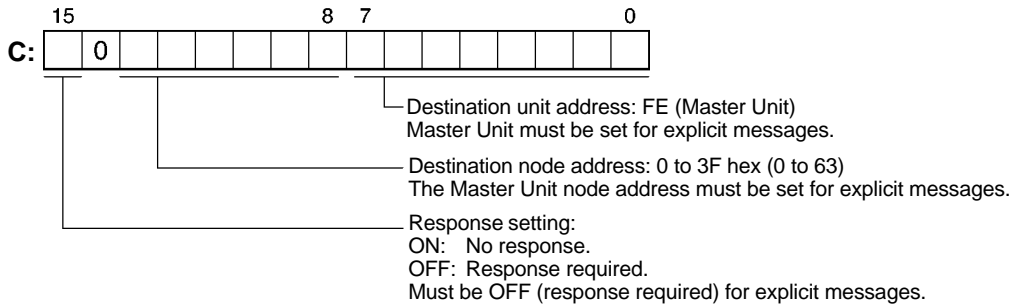 15 8 7 0
C: 0
Destination unit address: FE (Master Unit)
Master Unit must be set for explicit messages.
Destination node address: 0 to 3F hex (0 to 63)
The Master Unit node address must be set for explicit messages.
Response setting:
ON: No response.
OFF: Response required.
Must be OFF (response required) for explicit messages.